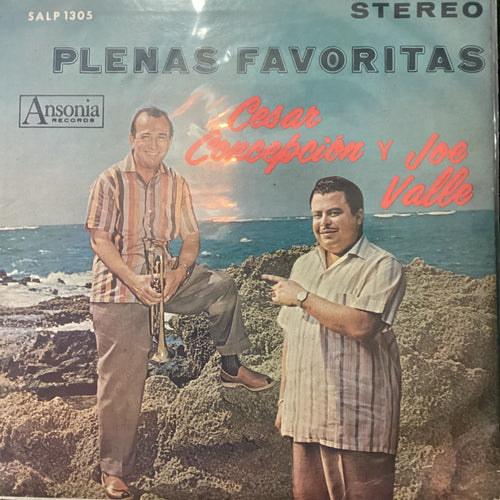 SALP 1305
STEREO
PLENAS FAVORITAS
Ansonia
RECORDS
Cesar
Concepción Y Joe
Valle